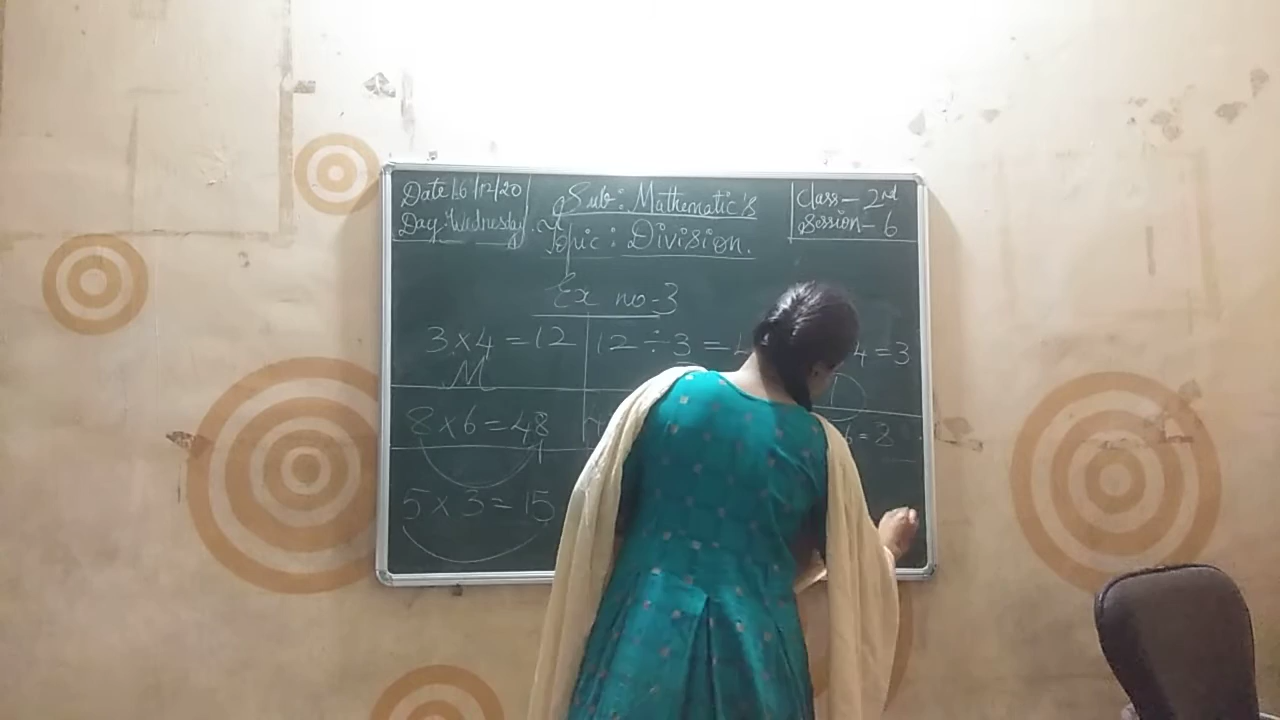 Date 16/12/20
Day: Wednesday
Sub: Mathematic's
Topic: Division.
Class - 2nd
Session - 6
Ex no-3
3×4=12 12÷3=4 4=3
M
8×6=48 6=8
5×3=15